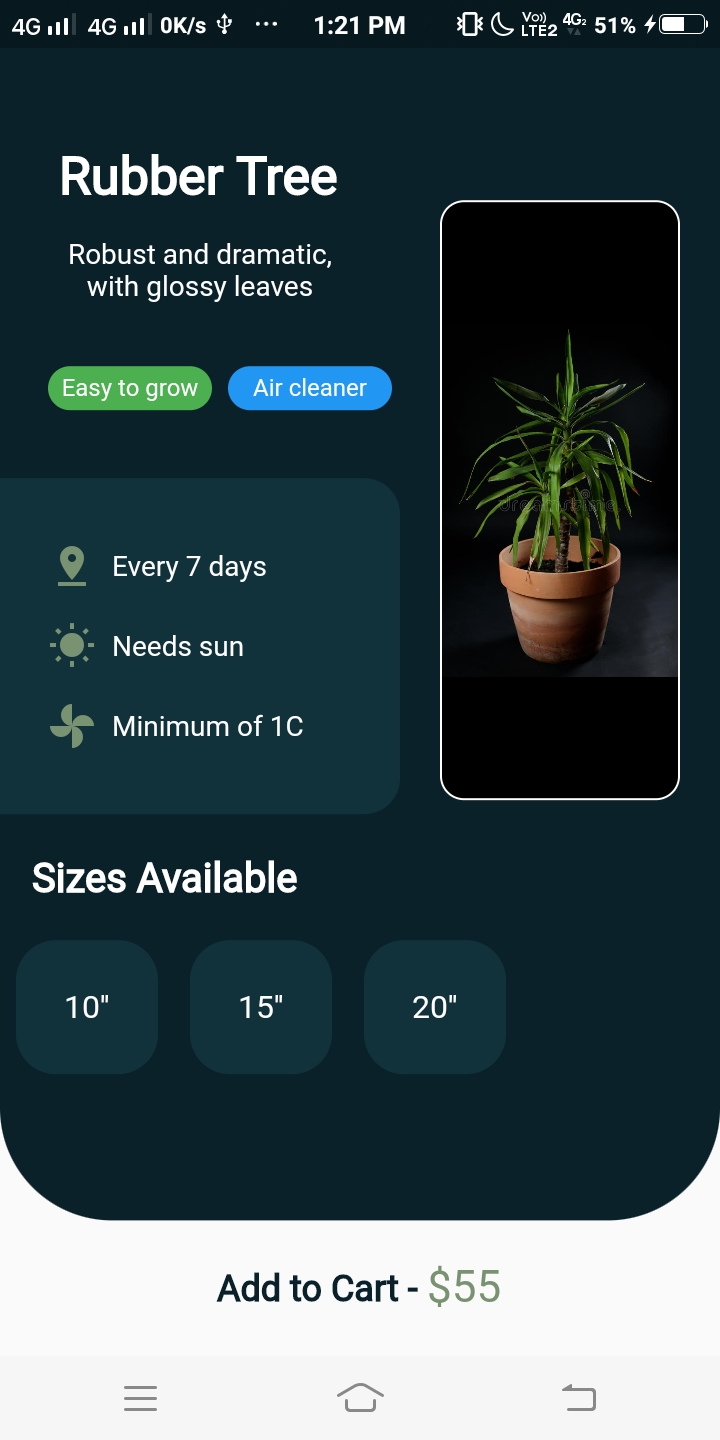 4G 4G 0K/s ... 1:21 PM Vo)) LTE2 4G2 51%
Rubber Tree
Robust and dramatic,
with glossy leaves
Easy to grow Air cleaner
dreamstime
Every 7 days
Needs sun
Minimum of 1C
Sizes Available
10" 15" 20"
Add to Cart - $55